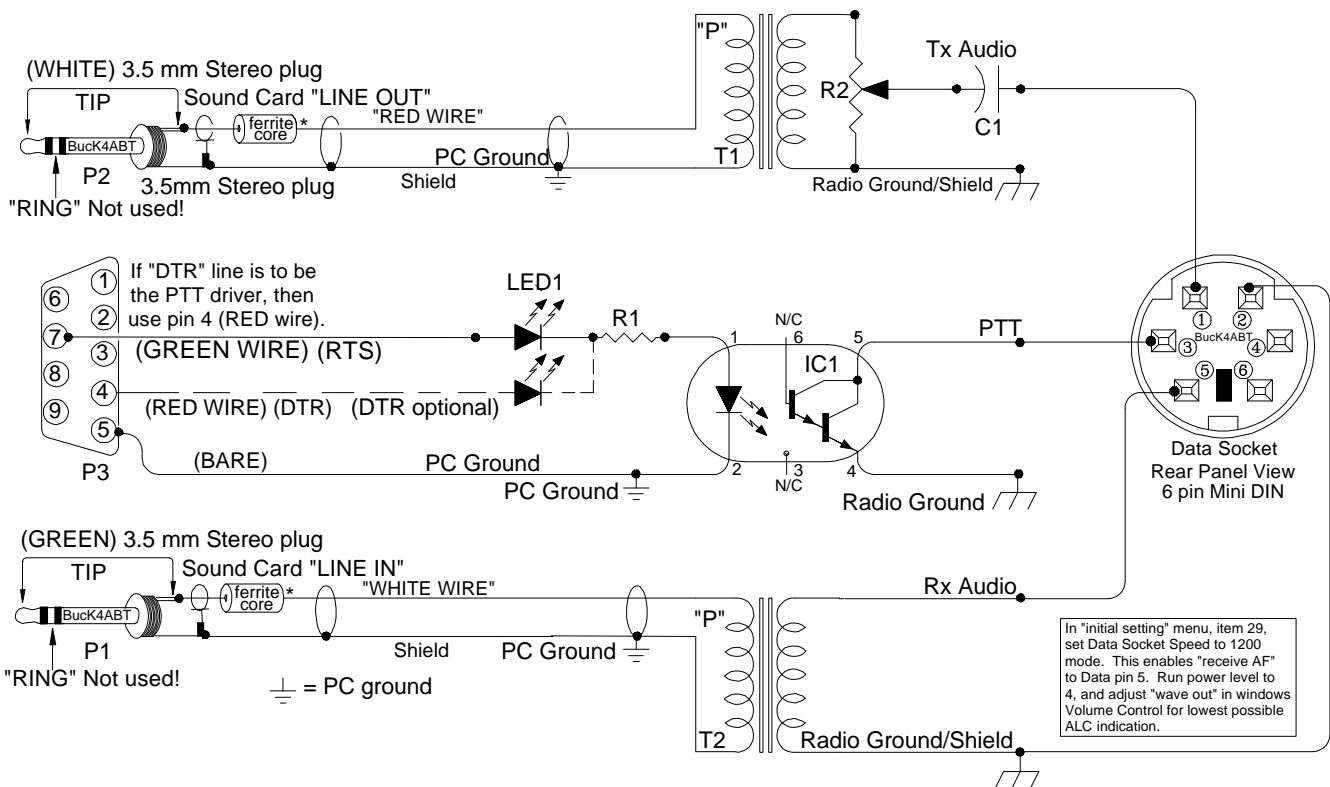 "P"
Tx Audio
(WHITE) 3.5 mm Stereo plug
TIP
Sound Card "LINE OUT"
R2
"RED WIRE"
ferrite
core
*
BucK4ABT
C1
PC Ground
T1
P2
3.5mm Stereo plug
Shield
Radio Ground/Shield
"RING" Not used!
If "DTR" line is to be
the PTT driver, then
use pin 4 (RED wire).
1
6
2
7
3
8
4
9
5
LED1
R1
(GREEN WIRE) (RTS)
(RED WIRE) (DTR)
(DTR optional)
(BARE)
P3
PC Ground
PC Ground
N/C
1
6
5
IC1
2
3
4
N/C
PTT
Radio Ground
1
2
BucK4ABT
3
4
5
6
Data Socket
Rear Panel View
6 pin Mini DIN
(GREEN) 3.5 mm Stereo plug
TIP
Sound Card "LINE IN"
ferrite
core
*
"WHITE WIRE"
BucK4ABT
P1
Shield
PC Ground
"RING" Not used!
= PC ground
"P"
T2
Rx Audio
Radio Ground/Shield
In "initial setting" menu, item 29,
set Data Socket Speed to 1200
mode. This enables "receive AF"
to Data pin 5. Run power level to
4, and adjust "wave out" in windows
Volume Control for lowest possible
ALC indication.